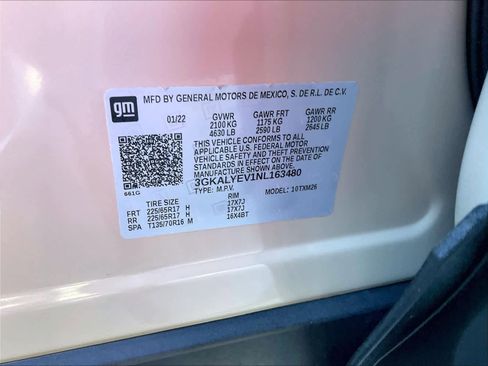 gm
MFD BY GENERAL MOTORS DE MEXICO, S. DE R.L. DE C.V.
01/22 GVWR GAWR FRT GAWR RR
2100 KG 1175 KG 1200 KG
4630 LB 2590 LB 2645 LB
THIS VEHICLE CONFORMS TO ALL
APPLICABLE U.S. FEDERAL MOTOR
VEHICLE SAFETY, BUMPER, AND THEFT
PREVENTION STANDARDS IN EFFECT ON
THE DATE OF MANUFACTURE SHOWN ABOVE.
661G 3GKALYEV1NL163480
TYPE: M.P.V. MODEL: 10TXM26
TIRE SIZE RIM
FRT 225/65R17 H 17X7J
RR 225/65R17 H 17X7J
SPA T135/70R16 M 16X4BT